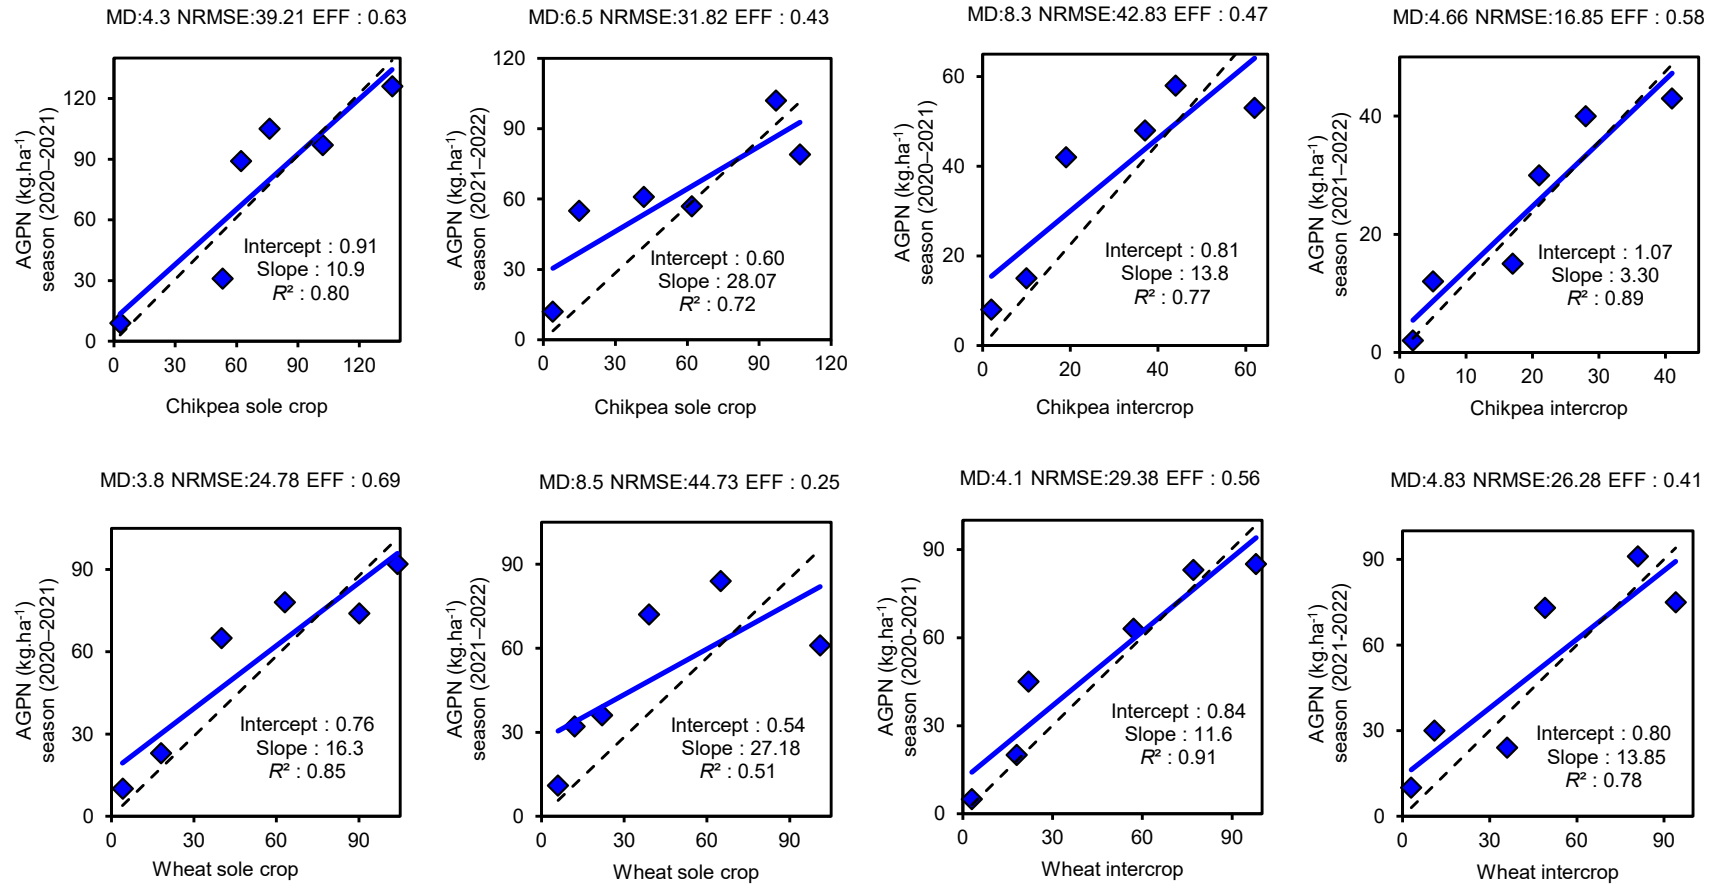 MD:4.3 NRMSE:39.21 EFF : 0.63
AGPN (kg.ha-1)
season (2020–2021)
120
90
60
30
0
Intercept : 0.91
Slope : 10.9
R² : 0.80
0 30 60 90 120
Chikpea sole crop
MD:6.5 NRMSE:31.82 EFF : 0.43
AGPN (kg.ha-1)
season (2021–2022)
120
90
60
30
0
Intercept : 0.60
Slope : 28.07
R² : 0.72
0 30 60 90 120
Chikpea sole crop
MD:8.3 NRMSE:42.83 EFF : 0.47
AGPN (kg.ha-1)
season (2020–2021)
60
40
20
0
Intercept : 0.81
Slope : 13.8
R² : 0.77
0 20 40 60
Chikpea intercrop
MD:4.66 NRMSE:16.85 EFF : 0.58
AGPN (kg.ha-1)
season (2021–2022)
40
20
0
Intercept : 1.07
Slope : 3.30
R² : 0.89
0 10 20 30 40
Chikpea intercrop
MD:3.8 NRMSE:24.78 EFF : 0.69
AGPN (kg.ha-1)
season (2020–2021)
90
60
30
0
Intercept : 0.76
Slope : 16.3
R² : 0.85
0 30 60 90
Wheat sole crop
MD:8.5 NRMSE:44.73 EFF : 0.25
AGPN (kg.ha-1)
season (2021–2022)
90
60
30
0
Intercept : 0.54
Slope : 27.18
R² : 0.51
0 30 60 90
Wheat sole crop
MD:4.1 NRMSE:29.38 EFF : 0.56
AGPN (kg.ha-1)
season (2020-2021)
90
60
30
0
Intercept : 0.84
Slope : 11.6
R² : 0.91
0 30 60 90
Wheat intercrop
MD:4.83 NRMSE:26.28 EFF : 0.41
AGPN (kg.ha-1)
season (2021-2022)
90
60
30
0
Intercept : 0.80
Slope : 13.85
R² : 0.78
0 30 60 90
Wheat intercrop